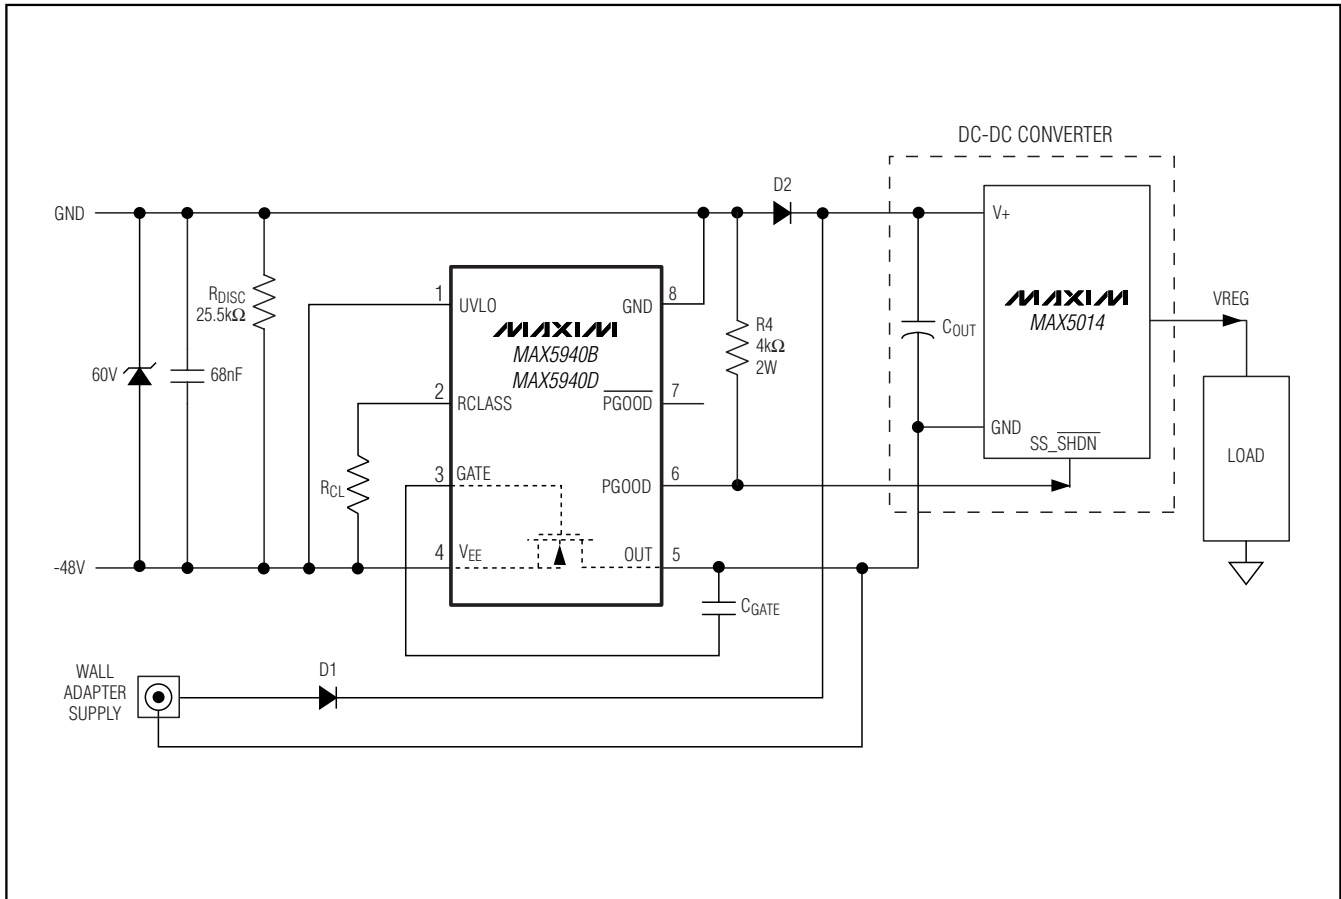 DC-DC CONVERTER
D2
GND
V+
1
UVLO
8
GND
RDISC
25.5kΩ
MAXIM
MAX5940B
MAX5940D
MAXIM
MAX5014
VREG
R4
4kΩ
2W
COUT
60V
68nF
2
RCLASS
7
PGOOD
GND
SS_SHDN
LOAD
RCL
3
GATE
6
PGOOD
-48V
4
VEE
OUT
5
CGATE
WALL
ADAPTER
SUPPLY
D1